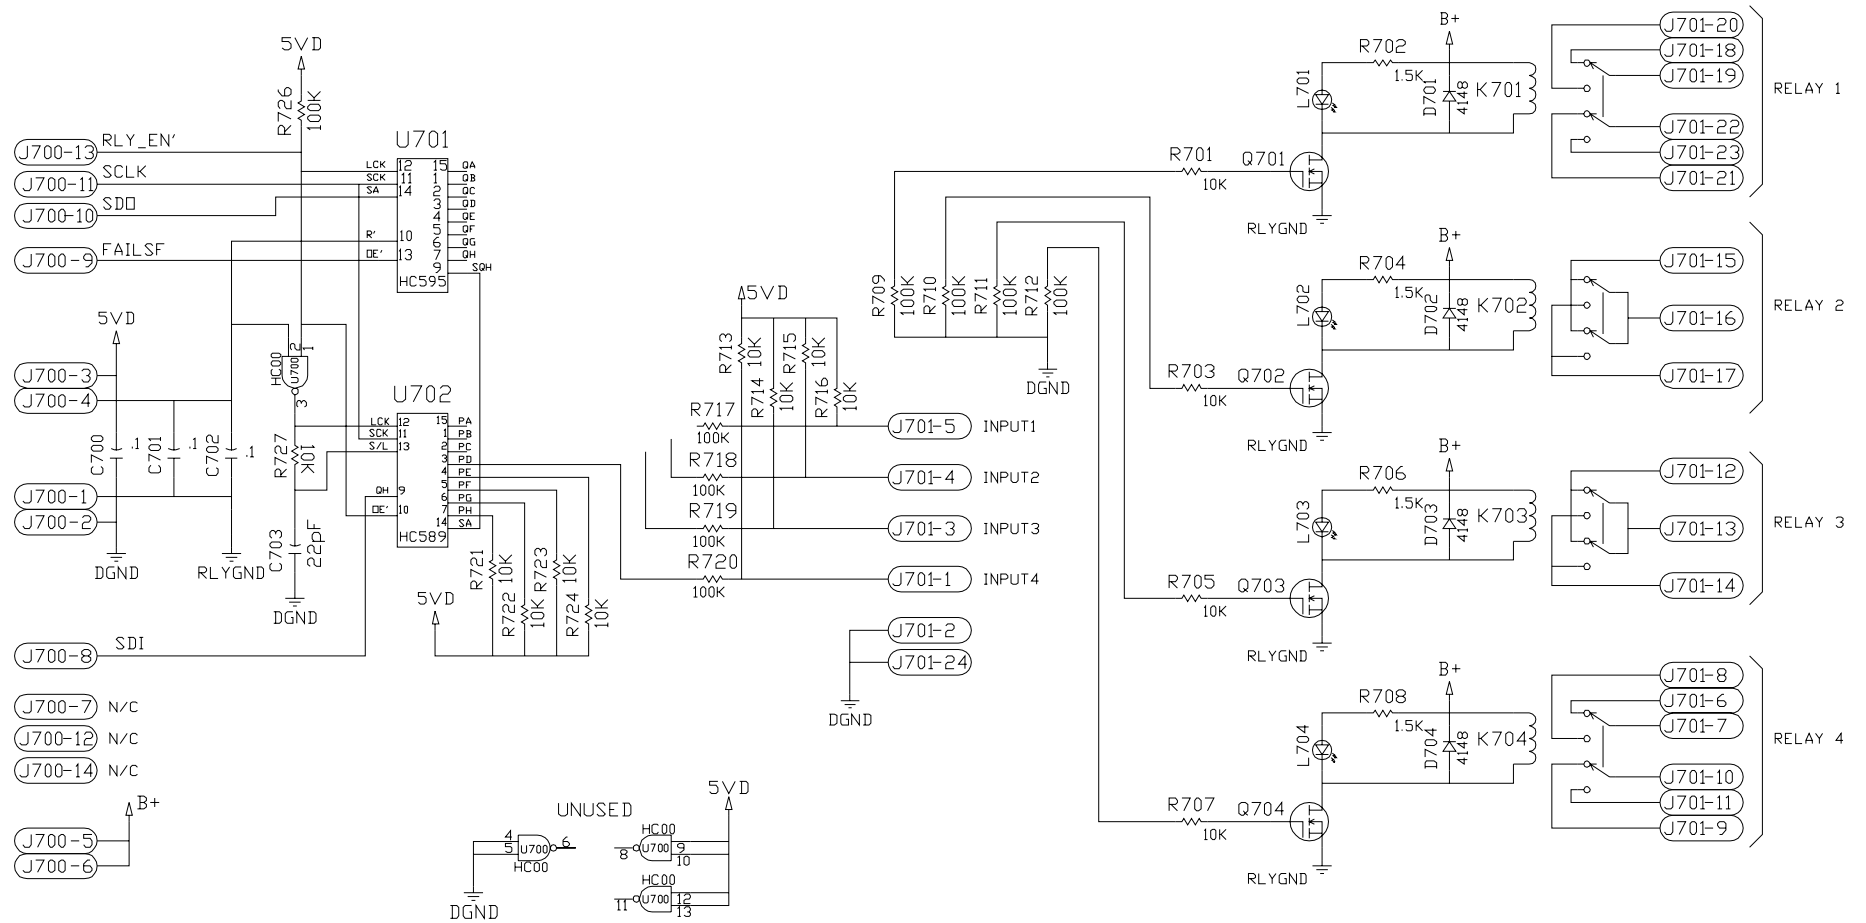 5VD
R726
100K
J700-13
RLY_EN'
J700-11
SCLK
J700-10
SDO
J700-9
FAILSF
U701
LCK
12
15
QA
SCK
11
1
QB
SA
14
2
QC
3
QD
4
QE
R'
10
5
QF
6
QG
OE'
13
7
QH
9
SQH
HC595
5VD
J700-3
J700-4
C700
.1
C701
.1
C702
.1
J700-1
J700-2
DGND
RLYGND
HC00
U700
2
1
3
R727
10K
C703
22pF
DGND
U702
LCK
12
15
PA
SCK
11
1
PB
S/L
13
2
PC
3
PD
4
PE
QH
9
5
PF
6
PG
OE'
10
7
PH
14
SA
HC589
R721
10K
R722
10K
R723
10K
R724
10K
5VD
J700-8
SDI
J700-7
N/C
J700-12
N/C
J700-14
N/C
B+
J700-5
J700-6
5VD
R713
10K
R714
10K
R715
10K
R716
10K
R717
100K
J701-5
INPUT1
R718
100K
J701-4
INPUT2
R719
100K
J701-3
INPUT3
R720
100K
J701-1
INPUT4
J701-2
J701-24
DGND
R709
100K
R710
100K
R711
100K
R712
100K
DGND
UNUSED
4
5
6
U700
HC00
DGND
5VD
HC00
U700
8
9
10
HC00
U700
11
12
13
B+
R702
1.5K
L701
D701
4148
K701
R701
10K
Q701
RLYGND
J701-20
J701-18
J701-19
J701-22
J701-23
J701-21
RELAY 1
B+
R704
1.5K
L702
D702
4148
K702
R703
10K
Q702
RLYGND
J701-15
J701-16
J701-17
RELAY 2
B+
R706
1.5K
L703
D703
4148
K703
R705
10K
Q703
RLYGND
J701-12
J701-13
J701-14
RELAY 3
B+
R708
1.5K
L704
D704
4148
K704
R707
10K
Q704
RLYGND
J701-8
J701-6
J701-7
J701-10
J701-11
J701-9
RELAY 4